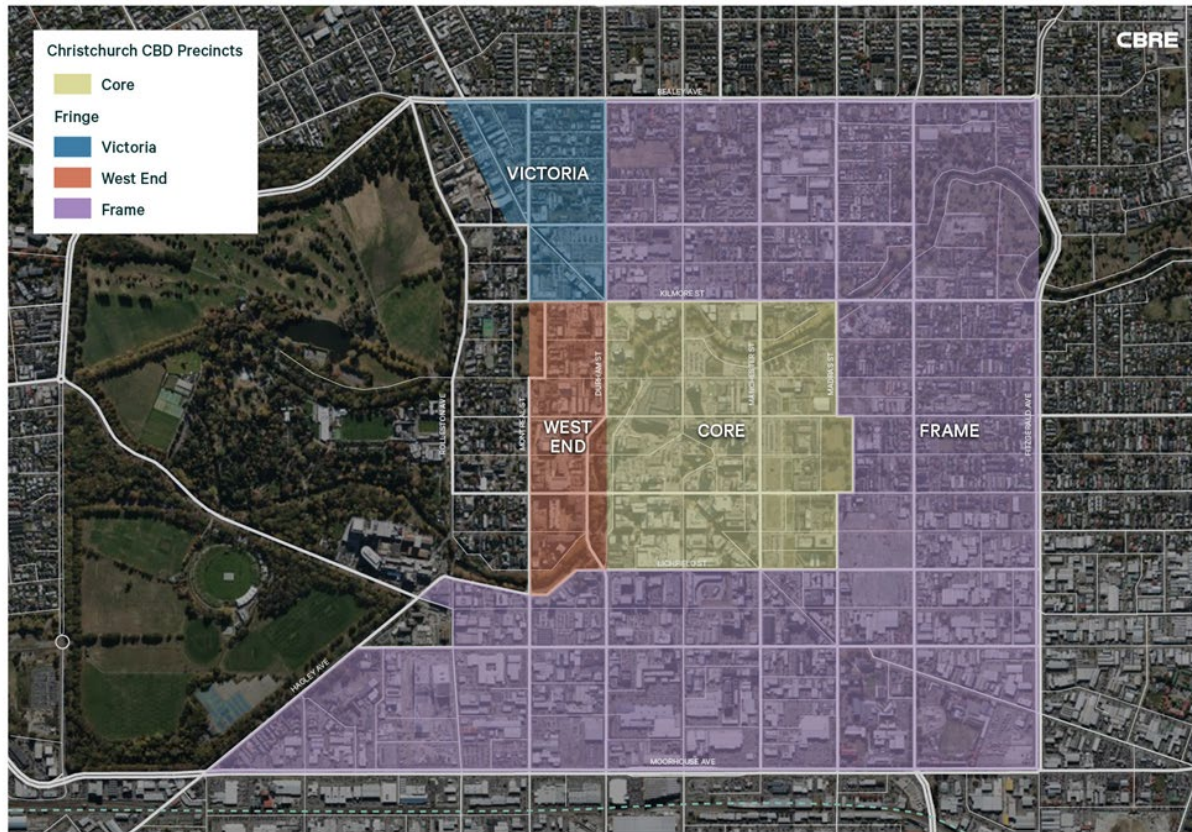 Christchurch CBD Precincts
Core
Fringe
Victoria
West End
Frame
CBRE
BEALEY AVE
VICTORIA
KILMORE ST
ROLLESTON AVE
MONTREAL ST
DURHAM ST
MANCHESTER ST
MADRAS ST
FITZGERALD AVE
WEST
END
CORE
FRAME
LICHFIELD ST
HAGLEY AVE
MOORHOUSE AVE